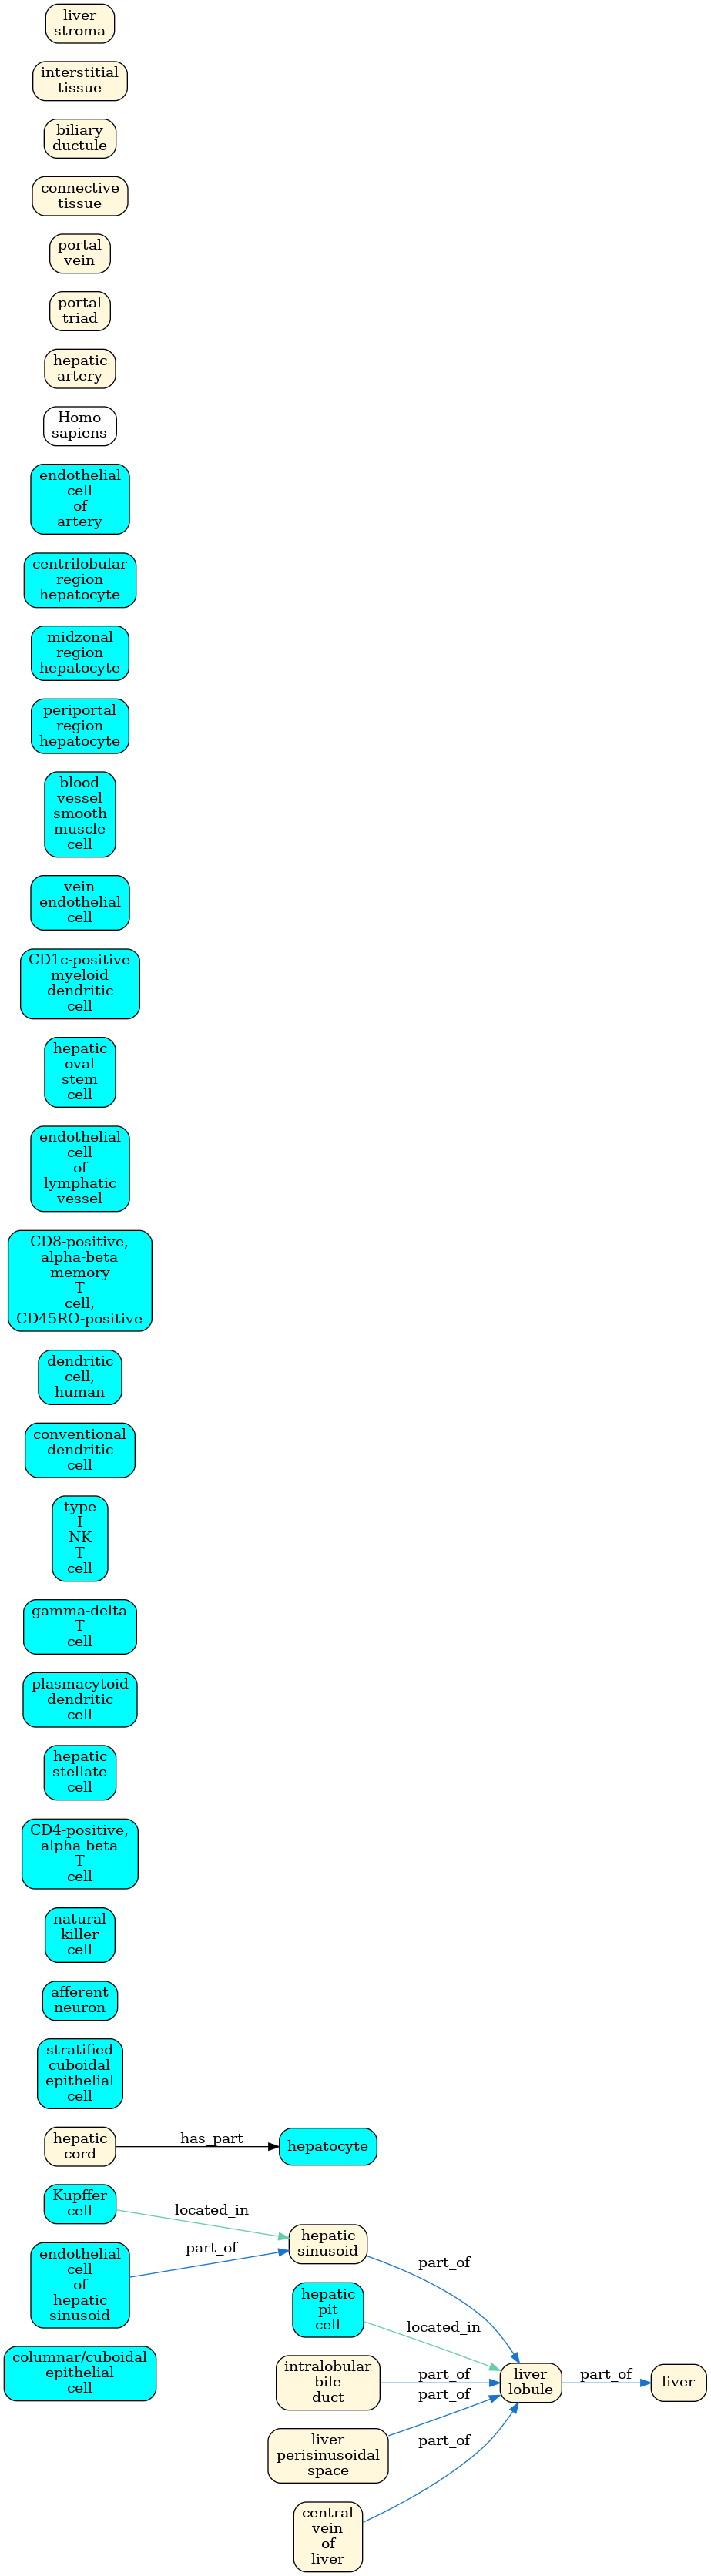 liver
stroma
interstitial
tissue
biliary
ductule
connective
tissue
portal
vein
portal
triad
hepatic
artery
Homo
sapiens
endothelial
cell
of
artery
centrilobular
region
hepatocyte
midzonal
region
hepatocyte
periportal
region
hepatocyte
blood
vessel
smooth
muscle
cell
vein
endothelial
cell
CD1c-positive
myeloid
dendritic
cell
hepatic
oval
stem
cell
endothelial
cell
of
lymphatic
vessel
CD8-positive,
alpha-beta
memory
T
cell,
CD45RO-positive
dendritic
cell,
human
conventional
dendritic
cell
type
I
NK
T
cell
gamma-delta
T
cell
plasmacytoid
dendritic
cell
hepatic
stellate
cell
CD4-positive,
alpha-beta
T
cell
natural
killer
cell
afferent
neuron
stratified
cuboidal
epithelial
cell
hepatic
cord
has_part
hepatocyte
Kupffer
cell
located_in
endothelial
cell
of
hepatic
sinusoid
part_of
hepatic
sinusoid
part_of
hepatic
pit
cell
located_in
columnar/cuboidal
epithelial
cell
intralobular
bile
duct
part_of
liver
perisinusoidal
space
part_of
central
vein
of
liver
part_of
liver
lobule
part_of
liver